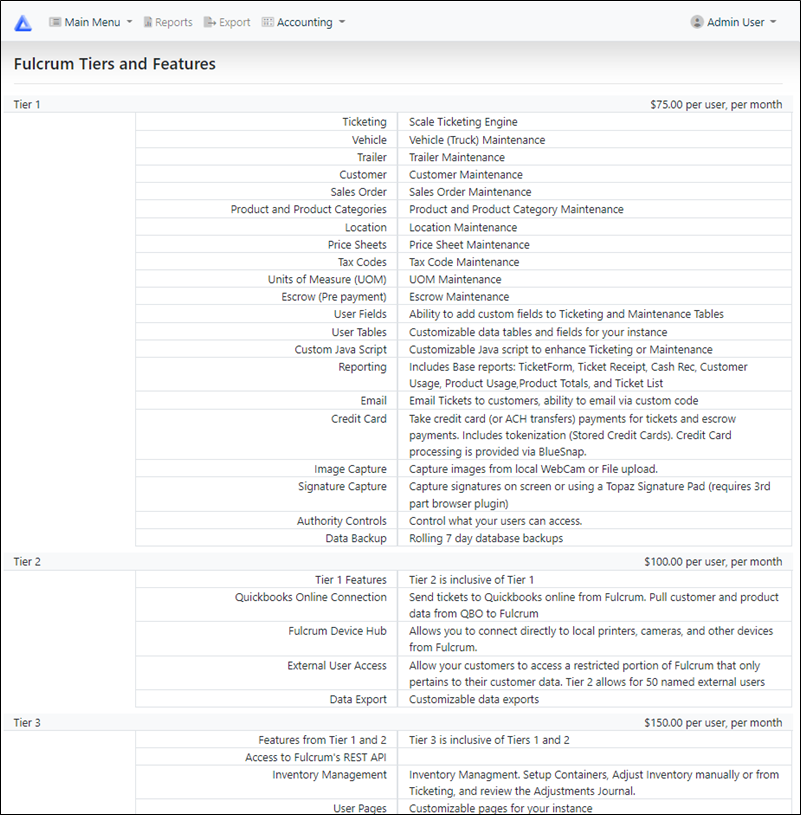 Main Menu Reports Export Accounting Admin User
Fulcrum Tiers and Features
Tier 1 $75.00 per user, per month
Ticketing Scale Ticketing Engine
Vehicle Vehicle (Truck) Maintenance
Trailer Trailer Maintenance
Customer Customer Maintenance
Sales Order Sales Order Maintenance
Product and Product Categories Product and Product Category Maintenance
Location Location Maintenance
Price Sheets Price Sheet Maintenance
Tax Codes Tax Code Maintenance
Units of Measure (UOM) UOM Maintenance
Escrow (Pre payment) Escrow Maintenance
User Fields Ability to add custom fields to Ticketing and Maintenance Tables
User Tables Customizable data tables and fields for your instance
Custom Java Script Customizable Java script to enhance Ticketing or Maintenance
Reporting Includes Base reports: TicketForm, Ticket Receipt, Cash Rec, Customer
Usage, Product Usage,Product Totals, and Ticket List
Email Email Tickets to customers, ability to email via custom code
Credit Card Take credit card (or ACH transfers) payments for tickets and escrow
payments. Includes tokenization (Stored Credit Cards). Credit Card
processing is provided via BlueSnap.
Image Capture Capture images from local WebCam or File upload.
Signature Capture Capture signatures on screen or using a Topaz Signature Pad (requires 3rd
part browser plugin)
Authority Controls Control what your users can access.
Data Backup Rolling 7 day database backups
Tier 2 $100.00 per user, per month
Tier 1 Features Tier 2 is inclusive of Tier 1
Quickbooks Online Connection Send tickets to Quickbooks online from Fulcrum. Pull customer and product
data from QBO to Fulcrum
Fulcrum Device Hub Allows you to connect directly to local printers, cameras, and other devices
from Fulcrum.
External User Access Allow your customers to access a restricted portion of Fulcrum that only
pertains to their customer data. Tier 2 allows for 50 named external users
Data Export Customizable data exports
Tier 3 $150.00 per user, per month
Features from Tier 1 and 2 Tier 3 is inclusive of Tiers 1 and 2
Access to Fulcrum's REST API
Inventory Management Inventory Managment. Setup Containers, Adjust Inventory manually or from
Ticketing, and review the Adjustments Journal.
User Pages Customizable pages for your instance